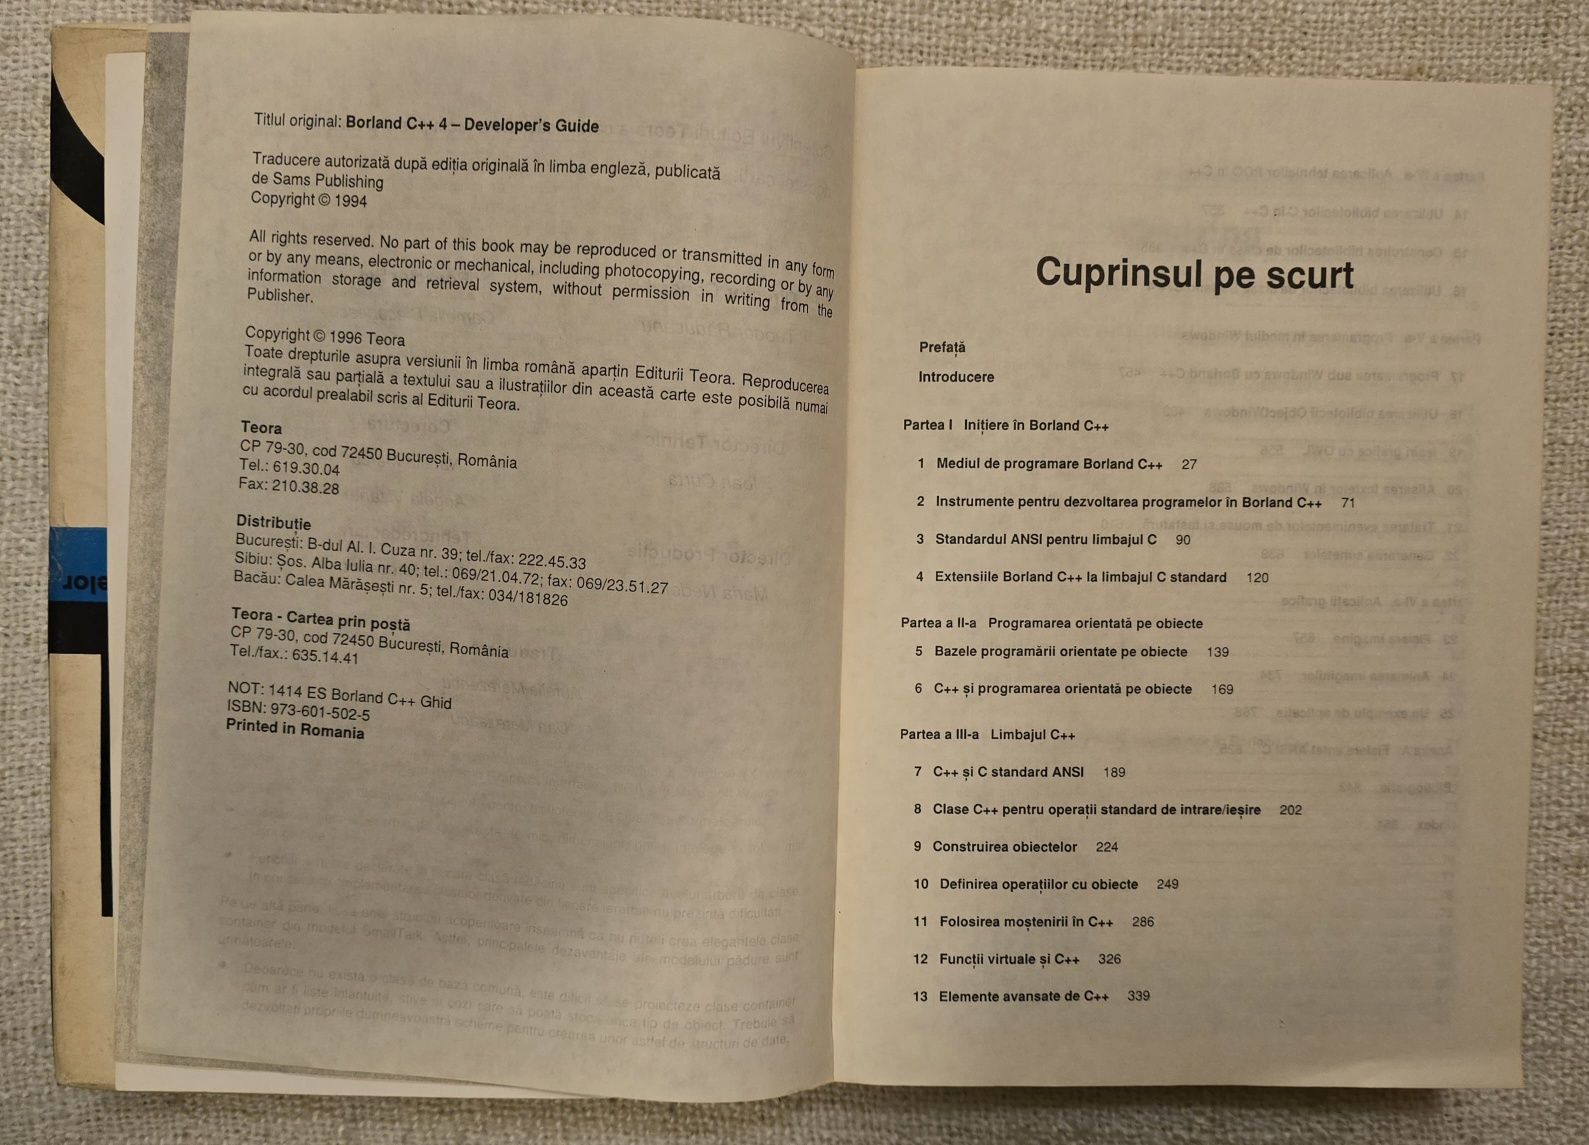 Titlul original: Borland C++ 4 – Developer's Guide
Traducere autorizată după ediția originală în limba engleză, publicată
de Sams Publishing
Copyright © 1994
All rights reserved. No part of this book may be reproduced or transmitted in any form
or by any means, electronic or mechanical, including photocopying, recording or by any
information storage and retrieval system, without permission in writing from the
Publisher.
Copyright © 1996 Teora
Toate drepturile asupra versiunii în limba română aparțin Editurii Teora. Reproducerea
integrală sau parțială a textului sau a ilustrațiilor din această carte este posibilă numai
cu acordul prealabil scris al Editurii Teora.
Teora
CP 79-30, cod 72450 București, România
Tel.: 619.30.04
Fax: 210.38.28
Distribuție
București: B-dul Al. I. Cuza nr. 39; tel./fax: 222.45.33
Sibiu: Șos. Alba Iulia nr. 40; tel.: 069/21.04.72; fax: 069/23.51.27
Bacău: Calea Mărășești nr. 5; tel./fax: 034/181826
Teora - Cartea prin poștă
CP 79-30, cod 72450 București, România
Tel./fax.: 635.14.41
NOT: 1414 ES Borland C++ Ghid
ISBN: 973-601-502-5
Printed in Romania
Cuprinsul pe scurt
Prefață
Introducere
Partea I Inițiere în Borland C++
1 Mediul de programare Borland C++ 27
2 Instrumente pentru dezvoltarea programelor în Borland C++ 71
3 Standardul ANSI pentru limbajul C 90
4 Extensiile Borland C++ la limbajul C standard 120
Partea a II-a Programarea orientată pe obiecte
5 Bazele programării orientate pe obiecte 139
6 C++ și programarea orientată pe obiecte 169
Partea a III-a Limbajul C++
7 C++ și C standard ANSI 189
8 Clase C++ pentru operații standard de intrare/ieșire 202
9 Construirea obiectelor 224
10 Definirea operațiilor cu obiecte 249
11 Folosirea moștenirii în C++ 286
12 Funcții virtuale și C++ 326
13 Elemente avansate de C++ 339